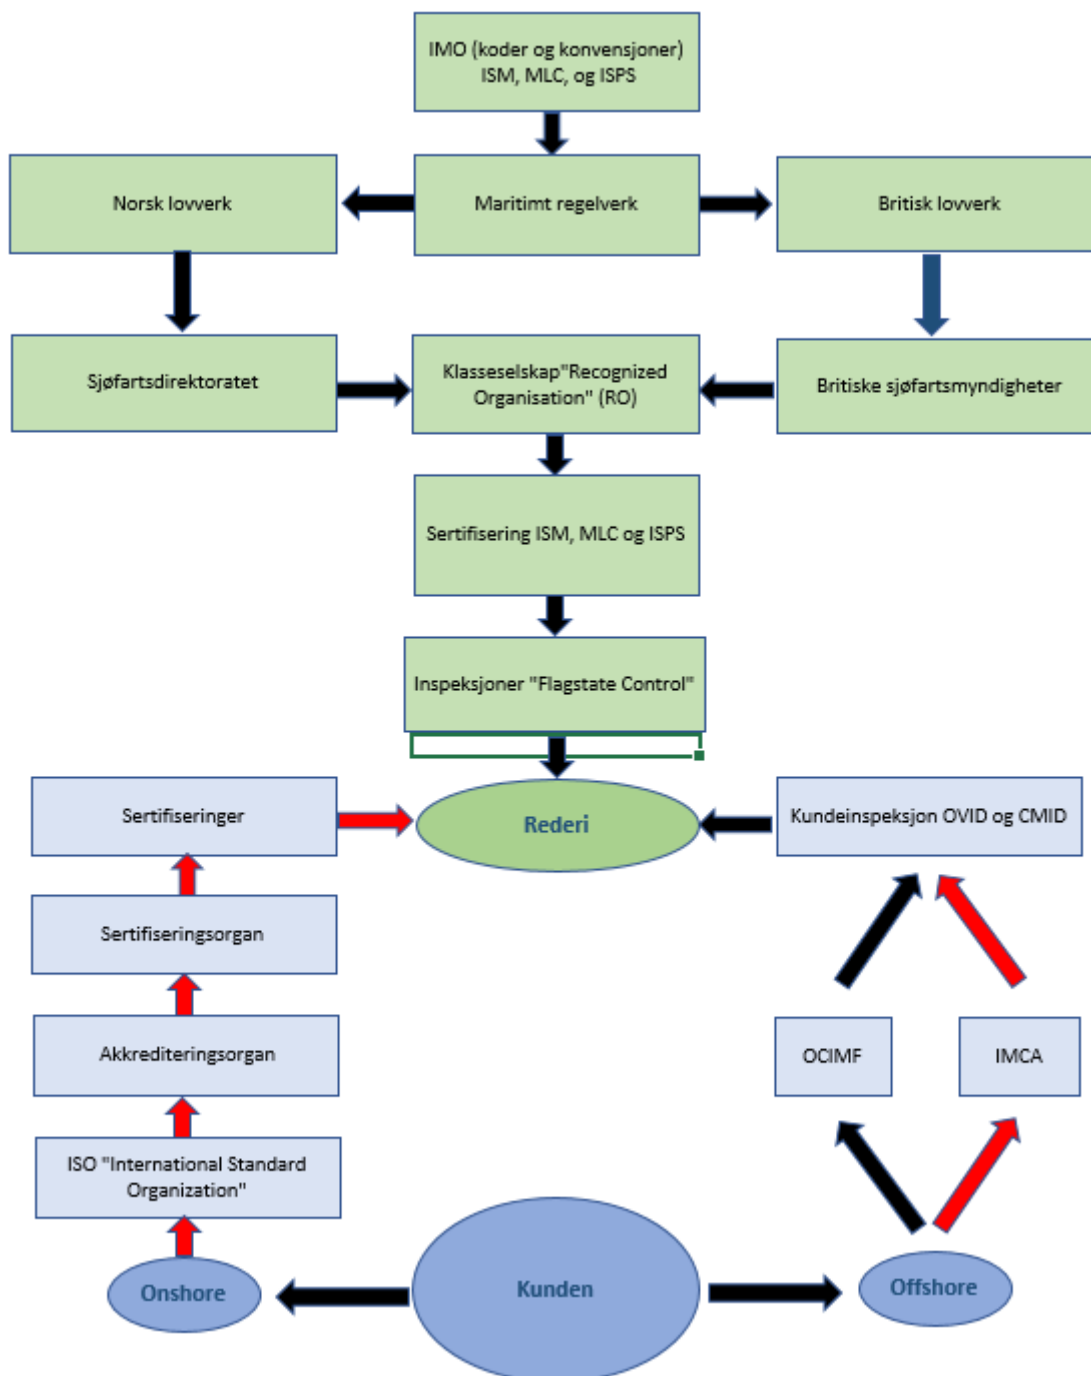 IMO (koder og konvensjoner)
ISM, MLC, og ISPS
Norsk lovverk
Maritimt regelverk
Britisk lovverk
Sjøfartsdirektoratet
Klasseselskap"Recognized
Organisation" (RO)
Britiske sjøfartsmyndigheter
Sertifisering ISM, MLC og ISPS
Inspeksjoner "Flagstate Control"
Sertifiseringer
Rederi
Kundeinspeksjon OVID og CMID
Sertifiseringsorgan
Akkrediteringsorgan
OCIMF
IMCA
ISO "International Standard
Organization"
Onshore
Kunden
Offshore